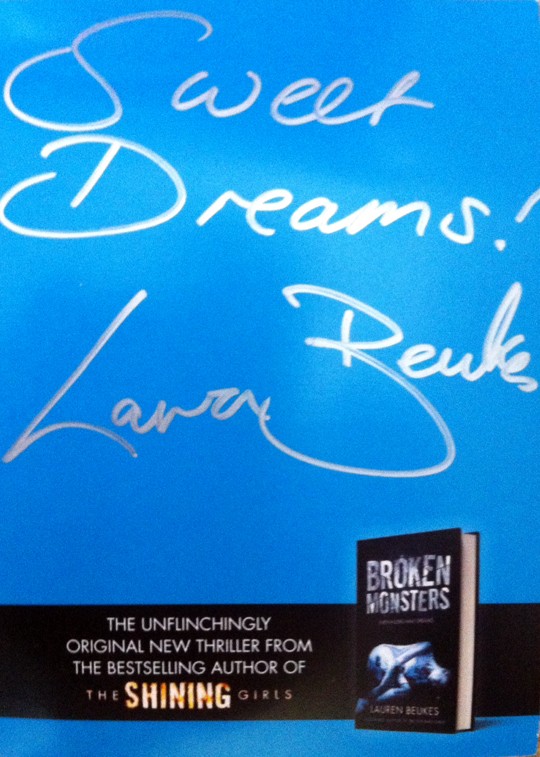 Sweet
Dreams!
Lauren Beukes
BROKEN
MONSTERS
LAUREN BEUKES
THE UNFLINCHINGLY
ORIGINAL NEW THRILLER FROM
THE BESTSELLING AUTHOR OF
THE SHINING GIRLS